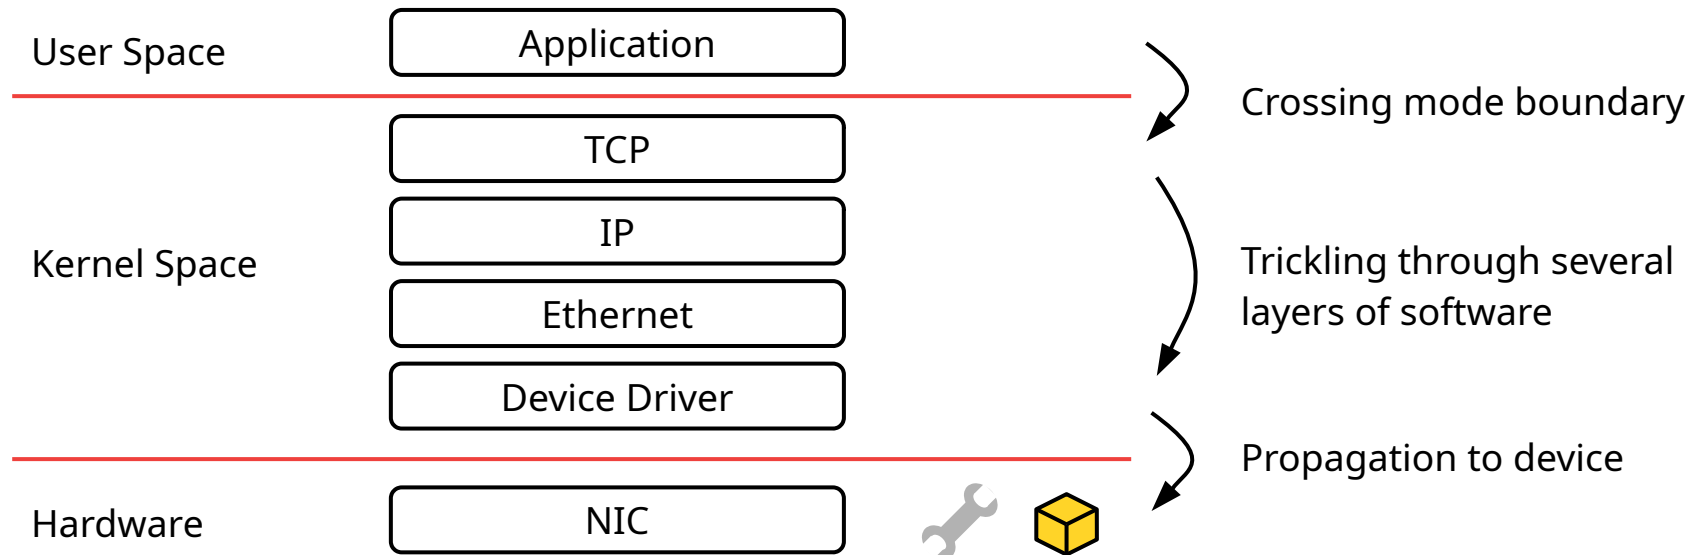 User Space
Application
Crossing mode boundary
TCP
IP
Kernel Space
Trickling through several
layers of software
Ethernet
Device Driver
Propagation to device
Hardware
NIC